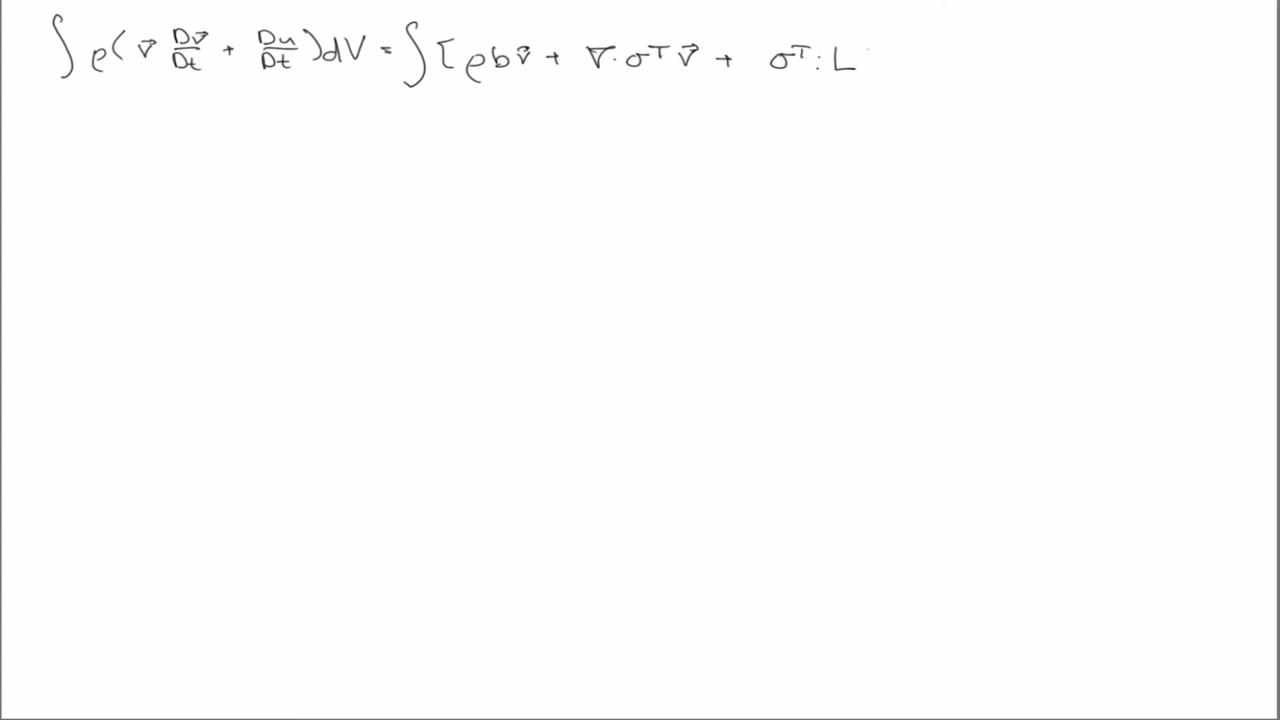 ∫ρ(v⃗ Dv⃗/Dt + Du/Dt)dV = ∫[ρbv⃗ + ∇·σᵀv⃗ + σᵀ:L